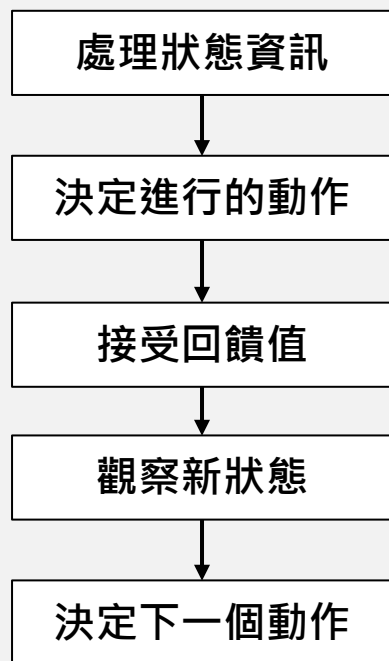 處理狀態資訊
決定進行的動作
接受回饋值
觀察新狀態
決定下一個動作